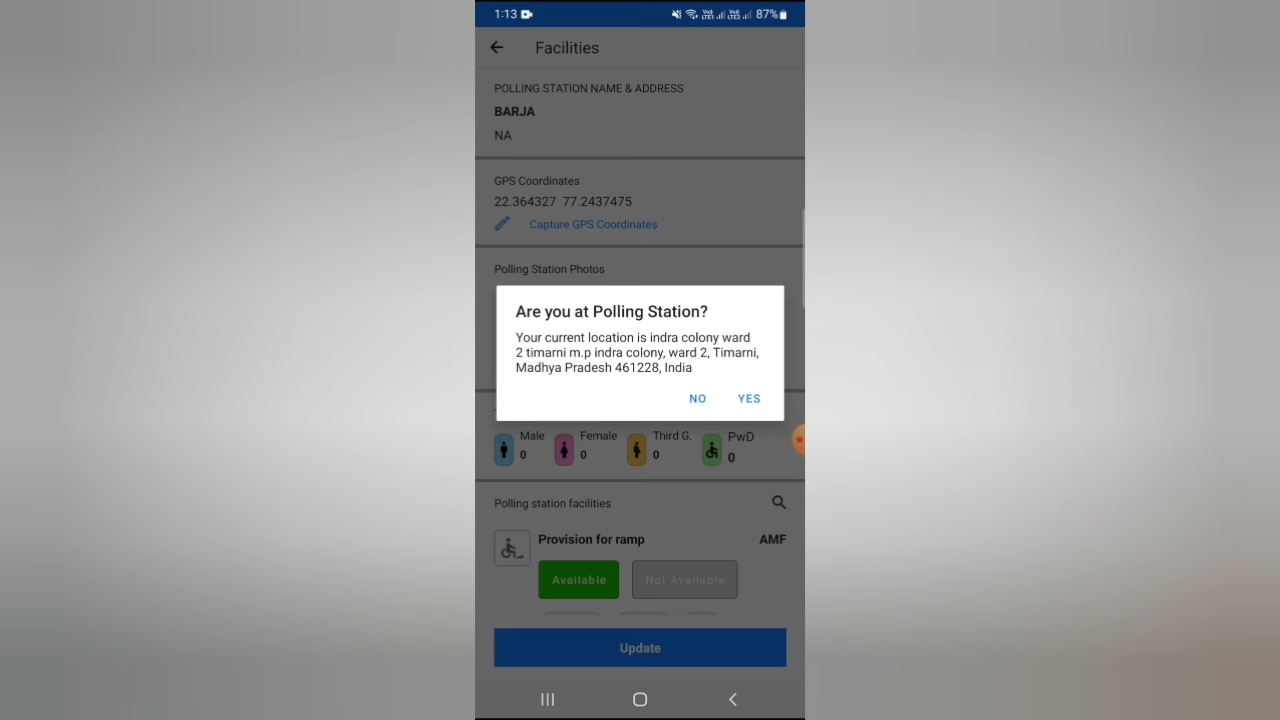 1:13 87%
Facilities
POLLING STATION NAME & ADDRESS
BARJA
NA
GPS Coordinates
22.364327 77.2437475
Capture GPS Coordinates
Polling Station Photos
Are you at Polling Station?
Your current location is indra colony ward
2 timarni m.p indra colony, ward 2, Timarni,
Madhya Pradesh 461228, India
NO YES
Male Female Third G. PwD
0 0 0 0
Polling station facilities
Provision for ramp AMF
Available Not Available
Update